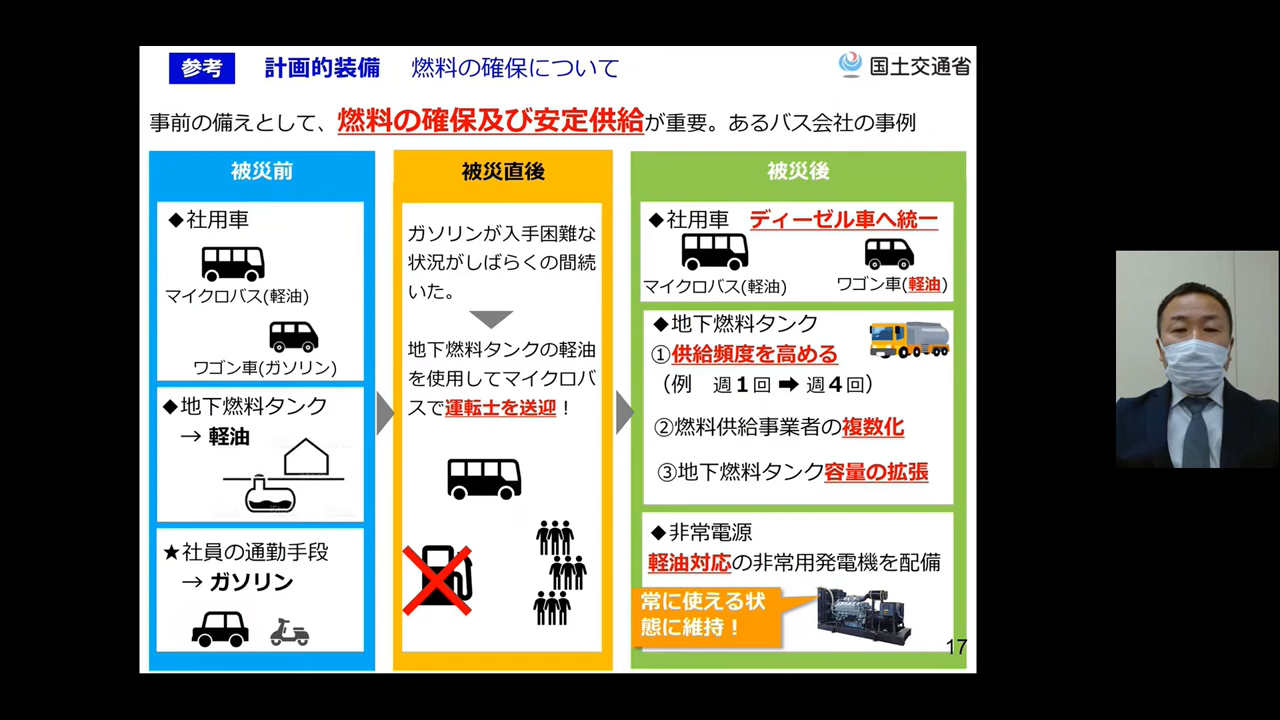 参考 計画的装備 燃料の確保について
国土交通省
事前の備えとして、燃料の確保及び安定供給が重要。あるバス会社の事例
被災前
◆社用車
マイクロバス(軽油)
ワゴン車(ガソリン)
◆地下燃料タンク
→ 軽油
★社員の通勤手段
→ ガソリン
被災直後
ガソリンが入手困難な
状況がしばらくの間続
いた。
地下燃料タンクの軽油
を使用してマイクロバ
スで運転士を送迎！
被災後
◆社用車 ディーゼル車へ統一
マイクロバス(軽油)
ワゴン車(軽油)
◆地下燃料タンク
①供給頻度を高める
（例 週１回 ➡ 週４回）
②燃料供給事業者の複数化
③地下燃料タンク容量の拡張
◆非常電源
軽油対応の非常用発電機を配備
常に使える状
態に維持！
17